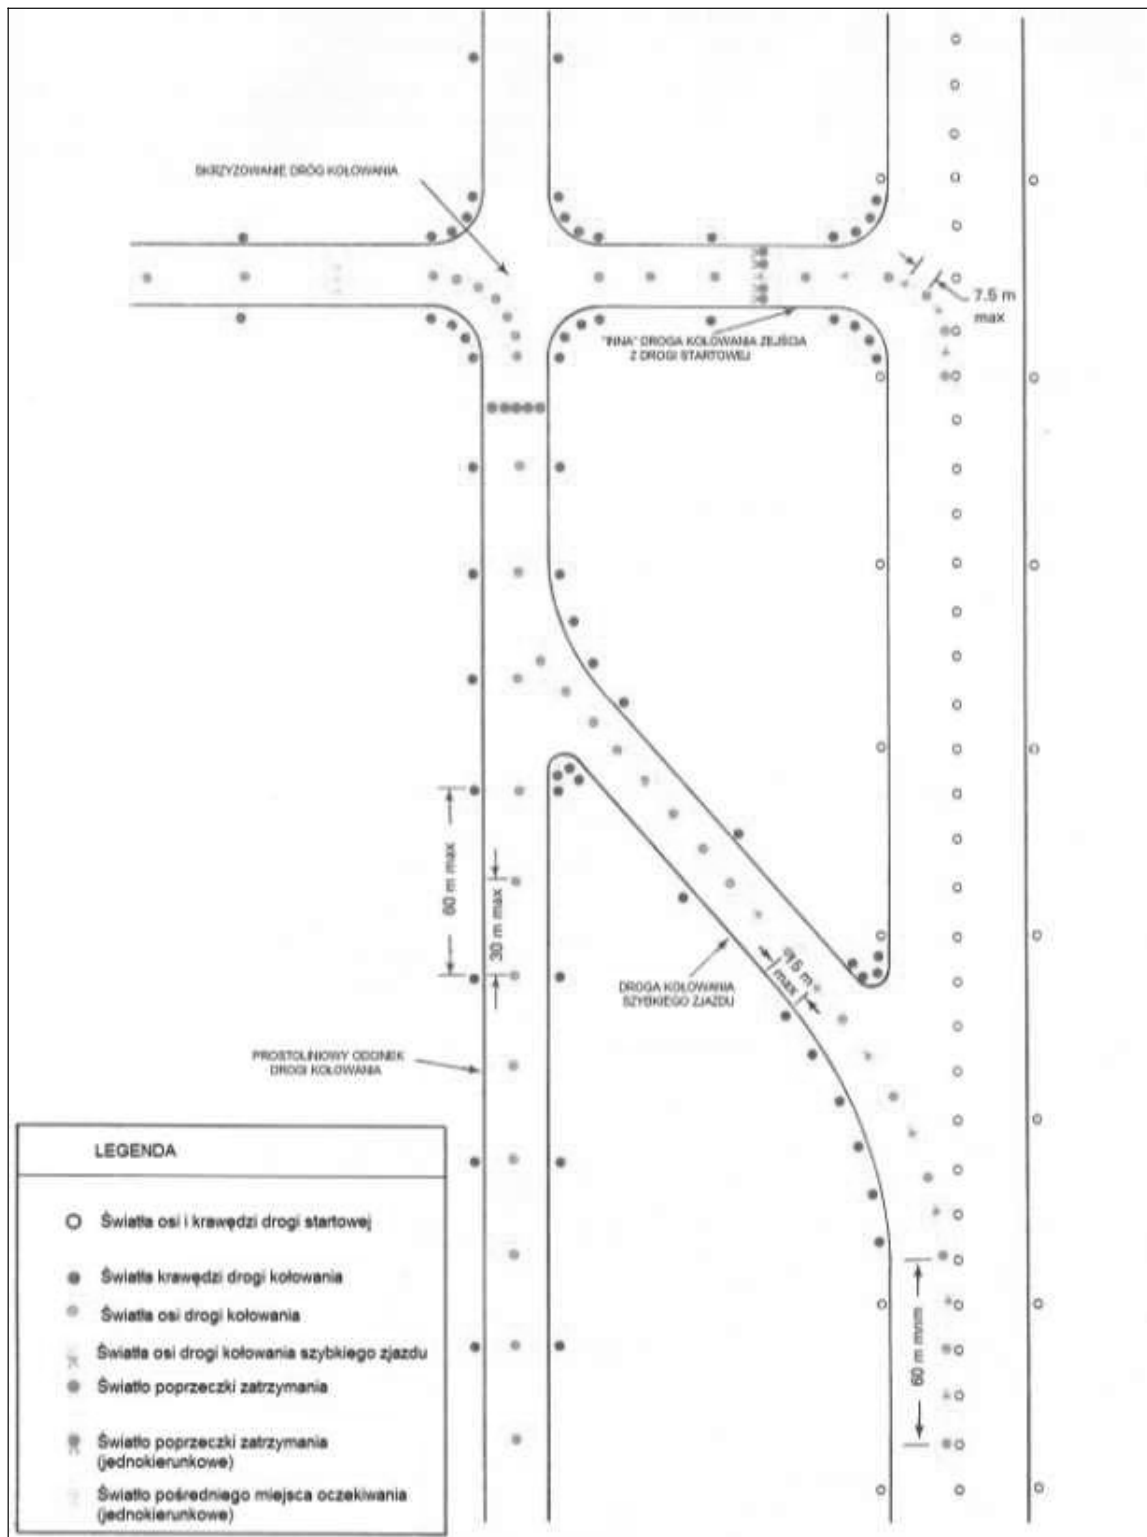 SKRZYŻOWANIE DRÓG KOŁOWANIA
7.5 m
max
"INNA" DROGA KOŁOWANIA ZEJŚCIA
Z DROGI STARTOWEJ
60 m max
30 m max
15 m
max
DROGA KOŁOWANIA
SZYBKIEGO ZJAZDU
PROSTOLINIOWY ODCINEK
DROGI KOŁOWANIA
60 m mnim
LEGENDA
Światła osi i krawędzi drogi startowej
Światła krawędzi drogi kołowania
Światła osi drogi kołowania
Światła osi drogi kołowania szybkiego zjazdu
Światło poprzeczki zatrzymania
Światło poprzeczki zatrzymania
(jednokierunkowe)
Światło pośredniego miejsca oczekiwania
(jednokierunkowe)